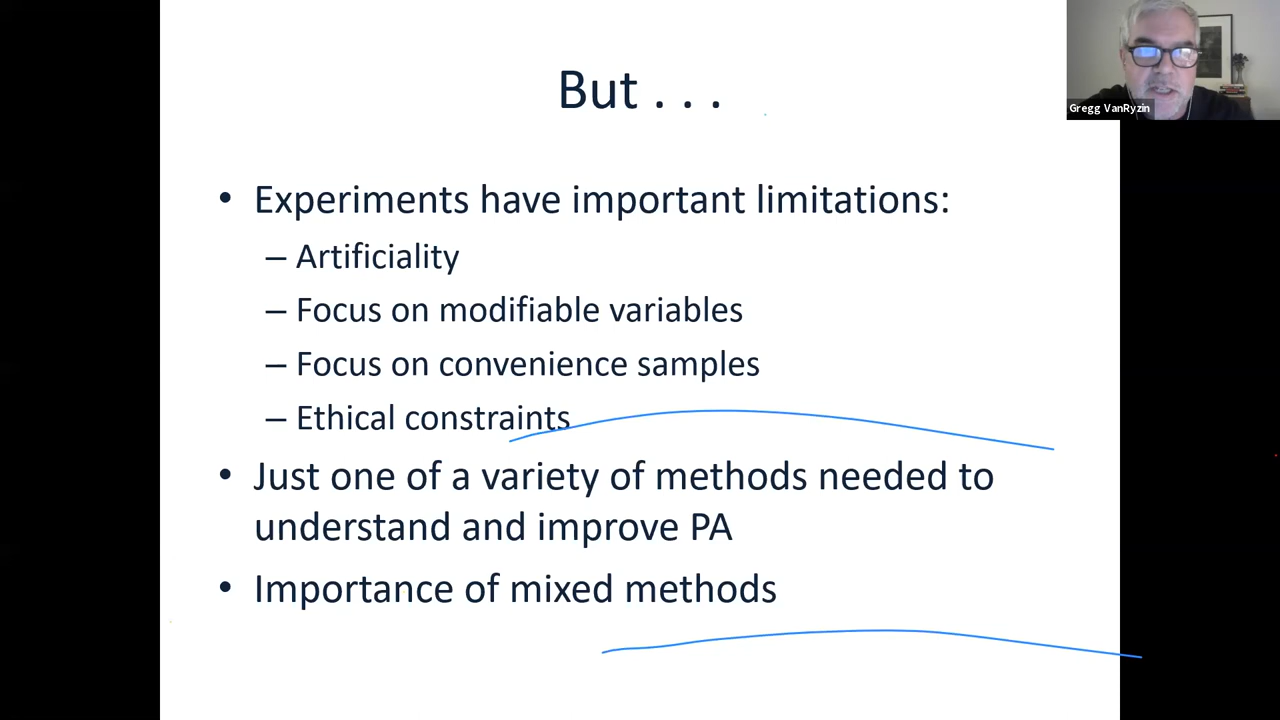 But . . .
Gregg VanRyzin
• Experiments have important limitations:
– Artificiality
– Focus on modifiable variables
– Focus on convenience samples
– Ethical constraints
• Just one of a variety of methods needed to
understand and improve PA
• Importance of mixed methods